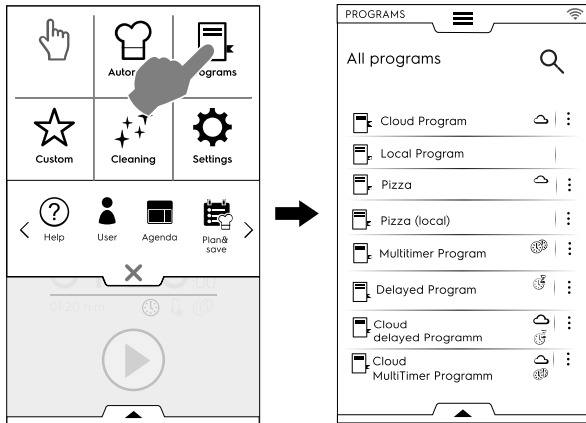 Autom
Programs
Custom
Cleaning
Settings
Help
User
Agenda
Plan&
save
PROGRAMS
All programs
Cloud Program
Local Program
Pizza
Pizza (local)
Multitimer Program
Delayed Program
Cloud
delayed Programm
Cloud
MultiTimer Programm